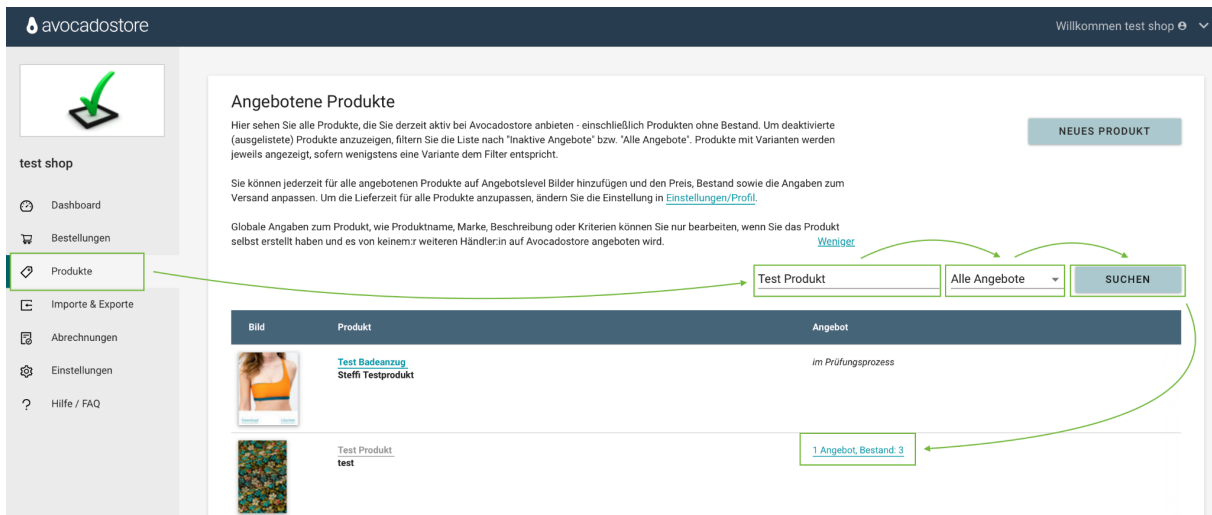 avocadostore
Willkommen test shop
test shop
Dashboard
Bestellungen
Produkte
Importe & Exporte
Abrechnungen
Einstellungen
Hilfe / FAQ
Angebotene Produkte
Hier sehen Sie alle Produkte, die Sie derzeit aktiv bei Avocadostore anbieten - einschließlich Produkten ohne Bestand. Um deaktivierte
(ausgelistete) Produkte anzuzeigen, filtern Sie die Liste nach "Inaktive Angebote" bzw. "Alle Angebote". Produkte mit Varianten werden
jeweils angezeigt, sofern wenigstens eine Variante dem Filter entspricht.
NEUES PRODUKT
Sie können jederzeit für alle angebotenen Produkte auf Angebotslevel Bilder hinzufügen und den Preis, Bestand sowie die Angaben zum
Versand anpassen. Um die Lieferzeit für alle Produkte anzupassen, ändern Sie die Einstellung in Einstellungen/Profil.
Globale Angaben zum Produkt, wie Produktname, Marke, Beschreibung oder Kriterien können Sie nur bearbeiten, wenn Sie das Produkt
selbst erstellt haben und es von keinem:r weiteren Händler:in auf Avocadostore angeboten wird.
Weniger
Test Produkt
Alle Angebote
SUCHEN
Bild Produkt Angebot
Test Badeanzug
Steffi Testprodukt
im Prüfungsprozess
Download Löschen
Test Produkt
test
1 Angebot, Bestand: 3